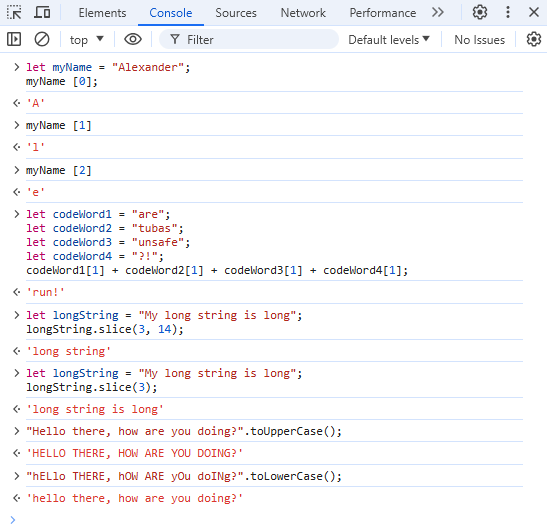 Elements Console Sources Network Performance
top Filter Default levels No Issues
let myName = "Alexander";
myName [0];
'A'
myName [1]
'l'
myName [2]
'e'
let codeWord1 = "are";
let codeWord2 = "tubas";
let codeWord3 = "unsafe";
let codeWord4 = "?!";
codeWord1[1] + codeWord2[1] + codeWord3[1] + codeWord4[1];
'run!'
let longString = "My long string is long";
longString.slice(3, 14);
'long string'
let longString = "My long string is long";
longString.slice(3);
'long string is long'
"Hello there, hOW are you doing?".toUpperCase();
'HELLO THERE, HOW ARE YOU DOING?'
"hELlo THERE, hOW ARE yOu doINg?".toLowerCase();
'hello there, how are you doing?'